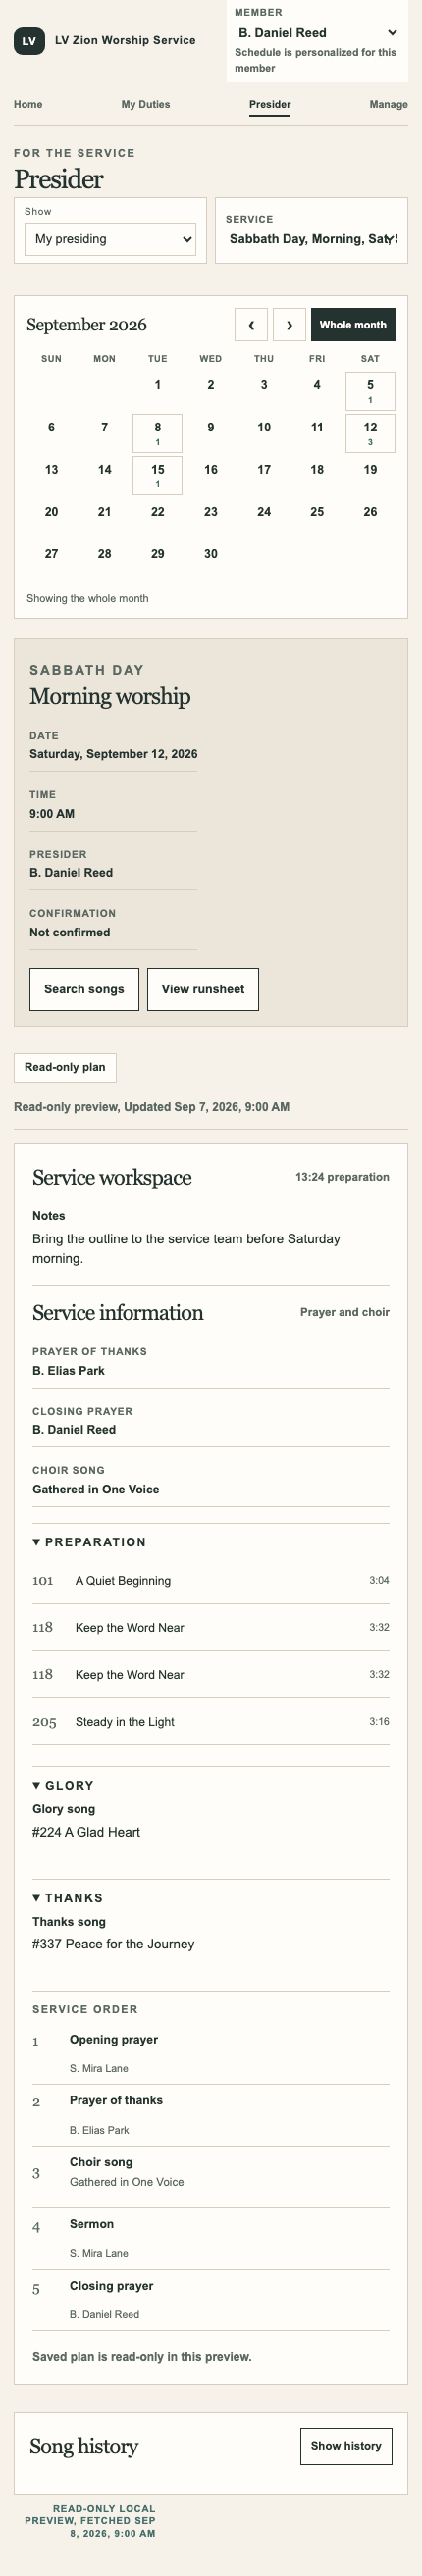 LV
LV Zion Worship Service
MEMBER
B. Daniel Reed
Schedule is personalized for this
member
Home
My Duties
Presider
Manage
FOR THE SERVICE
Presider
Show
My presiding
SERVICE
Sabbath Day, Morning,
September 2026
‹
›
Whole month
SUN MON TUE WED THU FRI SAT
1 2 3 4 5
1
6 7 8 9 10 11 12
1 3
13 14 15 16 17 18 19
1
20 21 22 23 24 25 26
27 28 29 30
Showing the whole month
SABBATH DAY
Morning worship
DATE
Saturday, September 12, 2026
TIME
9:00 AM
PRESIDER
B. Daniel Reed
CONFIRMATION
Not confirmed
Search songs
View runsheet
Read-only plan
Read-only preview, Updated Sep 7, 2026, 9:00 AM
Service workspace
13:24 preparation
Notes
Bring the outline to the service team before Saturday
morning.
Service information
Prayer and choir
PRAYER OF THANKS
B. Elias Park
CLOSING PRAYER
B. Daniel Reed
CHOIR SONG
Gathered in One Voice
▼ PREPARATION
101 A Quiet Beginning 3:04
118 Keep the Word Near 3:32
118 Keep the Word Near 3:32
205 Steady in the Light 3:16
▼ GLORY
Glory song
#224 A Glad Heart
▼ THANKS
Thanks song
#337 Peace for the Journey
SERVICE ORDER
1 Opening prayer
S. Mira Lane
2 Prayer of thanks
B. Elias Park
3 Choir song
Gathered in One Voice
4 Sermon
S. Mira Lane
5 Closing prayer
B. Daniel Reed
Saved plan is read-only in this preview.
Song history
Show history
READ-ONLY LOCAL
PREVIEW, FETCHED SEP
8, 2026, 9:00 AM